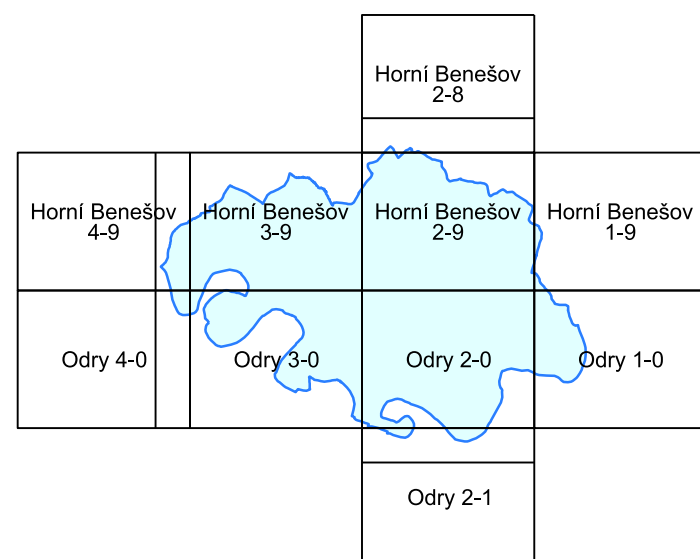 Horní Benešov
2-8
Horní Benešov
4-9
Horní Benešov
3-9
Horní Benešov
2-9
Horní Benešov
1-9
Odry 4-0
Odry 3-0
Odry 2-0
Odry 1-0
Odry 2-1